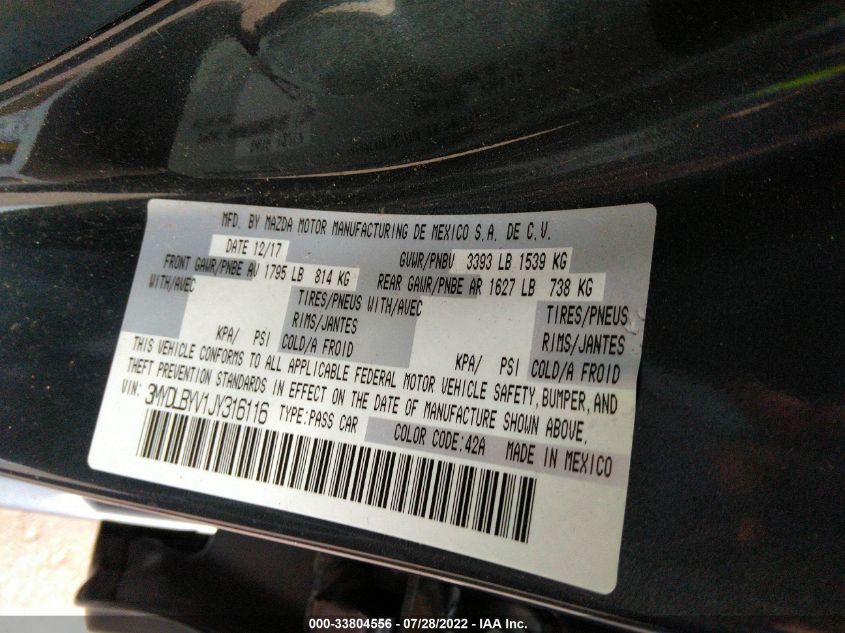 MFD. BY MAZDA MOTOR MANUFACTURING DE MEXICO S.A. DE C.V.
DATE 12/17 GVWR/PNBV 3393 LB 1539 KG
FRONT GAWR/PNBE AV 1795 LB 814 KG REAR GAWR/PNBE AR 1627 LB 738 KG
WITH/AVEC TIRES/PNEUS WITH/AVEC TIRES/PNEUS
RIMS/JANTES RIMS/JANTES
KPA/ PSI COLD/A FROID KPA/ PSI COLD/A FROID
THIS VEHICLE CONFORMS TO ALL APPLICABLE FEDERAL MOTOR VEHICLE SAFETY, BUMPER, AND
THEFT PREVENTION STANDARDS IN EFFECT ON THE DATE OF MANUFACTURE SHOWN ABOVE.
VIN: 3MYDLBYV1JY316116 TYPE:PASS CAR COLOR CODE:42A MADE IN MEXICO
000-33804556 - 07/28/2022 - IAA Inc.